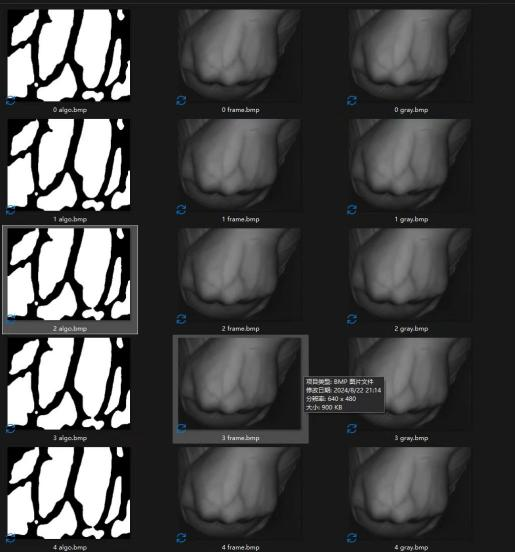 0 algo.bmp
0 frame.bmp
0 gray.bmp
1 algo.bmp
1 frame.bmp
1 gray.bmp
2 algo.bmp
2 frame.bmp
2 gray.bmp
项目类型: BMP 图片文件
修改日期: 2024/8/22 21:14
分辨率: 640 x 480
大小: 900 KB
3 algo.bmp
3 frame.bmp
3 gray.bmp
4 algo.bmp
4 frame.bmp
4 gray.bmp